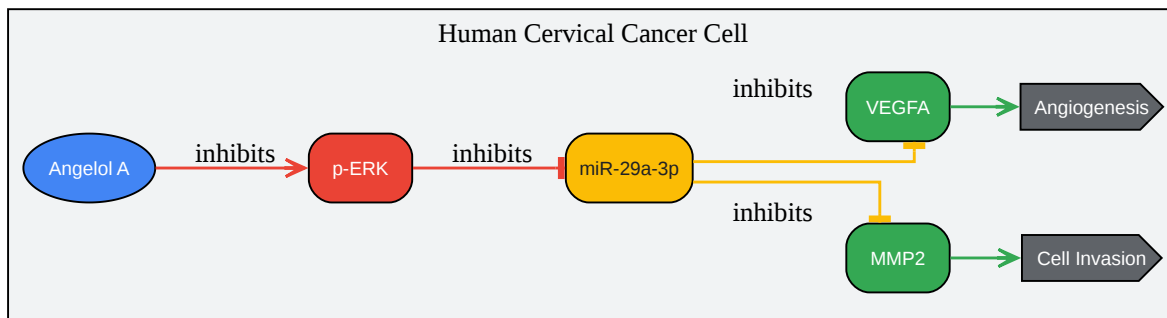 Human Cervical Cancer Cell
inhibits
VEGFA
Angiogenesis
Angelol A
inhibits
p-ERK
inhibits
miR-29a-3p
inhibits
MMP2
Cell Invasion